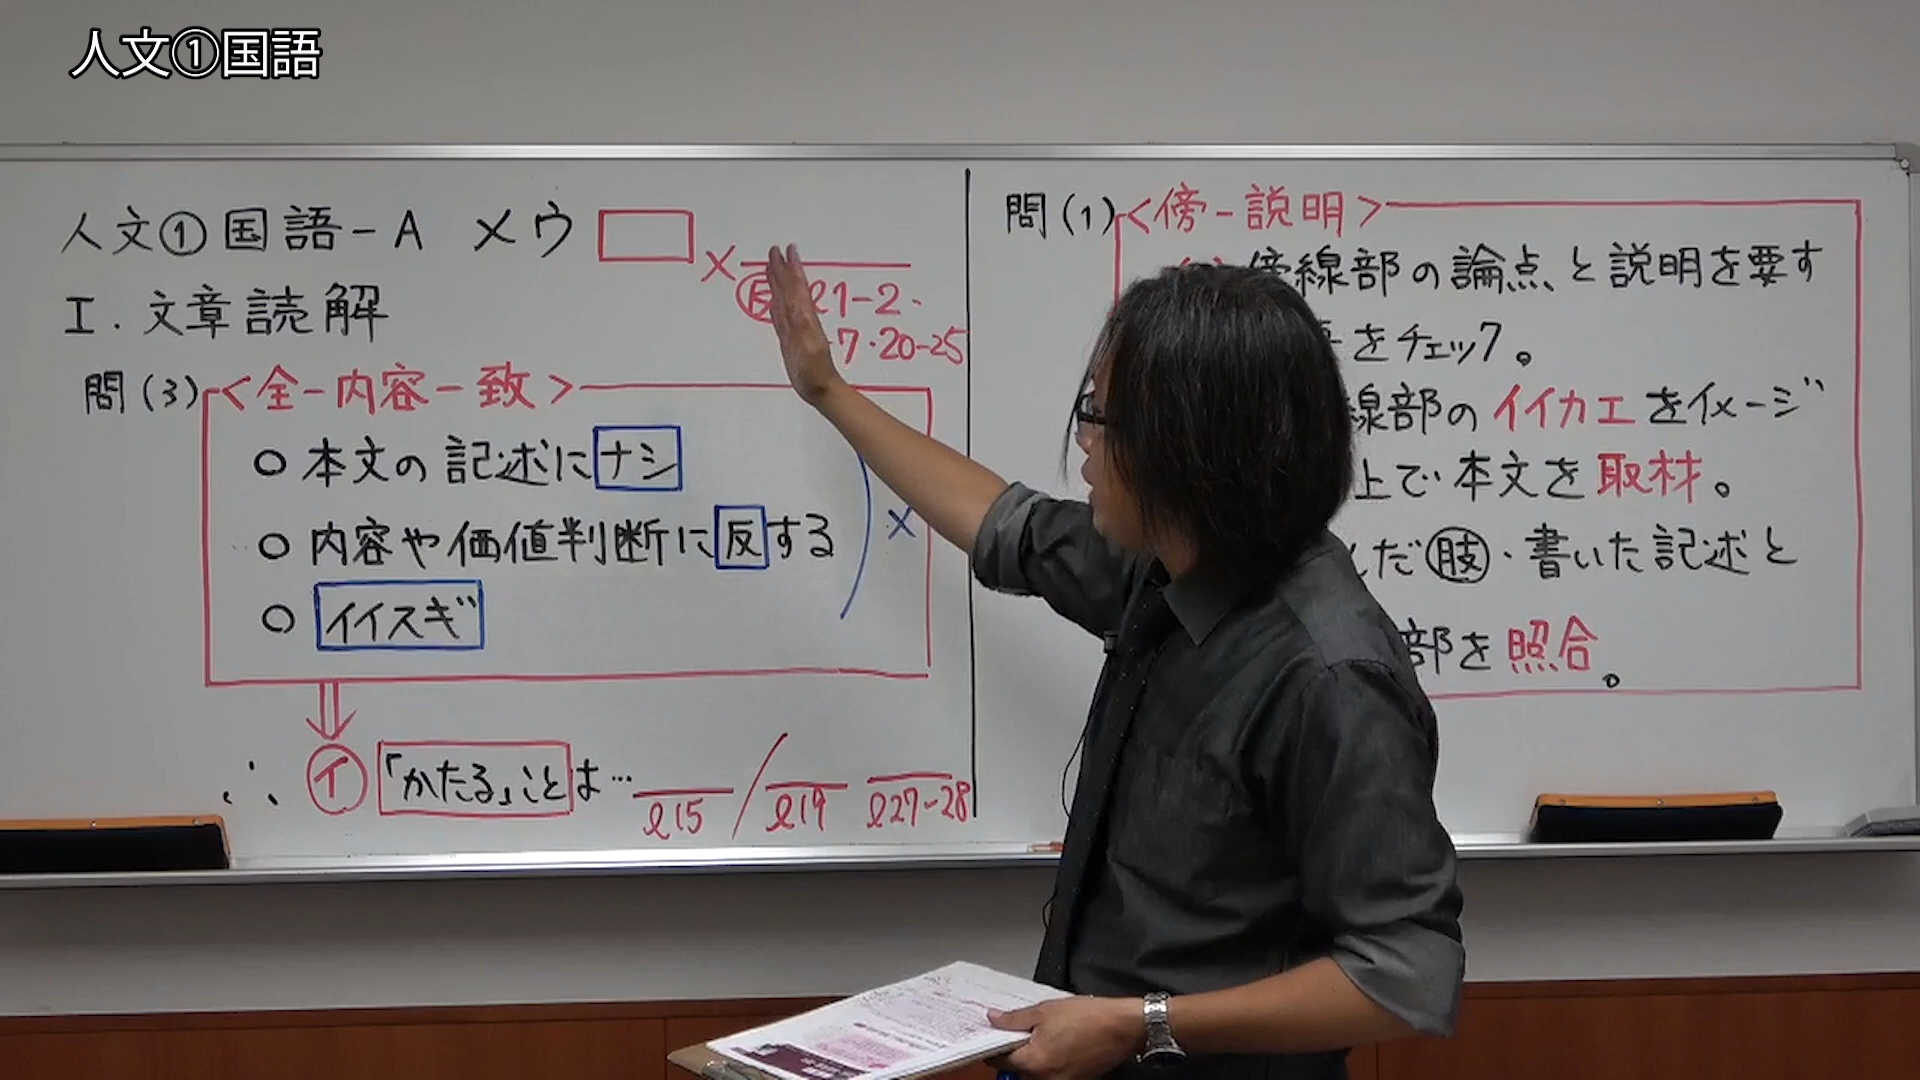 人文①国語
人文①国語-A
Ⅰ.文章読解
×ウ
×
反 ℓ1-2・
7・20-25
問(3)<全-内容一致>
○本文の記述にナシ
○内容や価値判断に反する
○イイスギ
×
∴イ「かたる」ことは…
ℓ15/ℓ19 ℓ27-28
問(1)<傍-説明>
傍線部の論点と説明を要す
をチェック。
線部のイイカエをイメージ
上で本文を取材。
んだ肢・書いた記述と
部を照合。